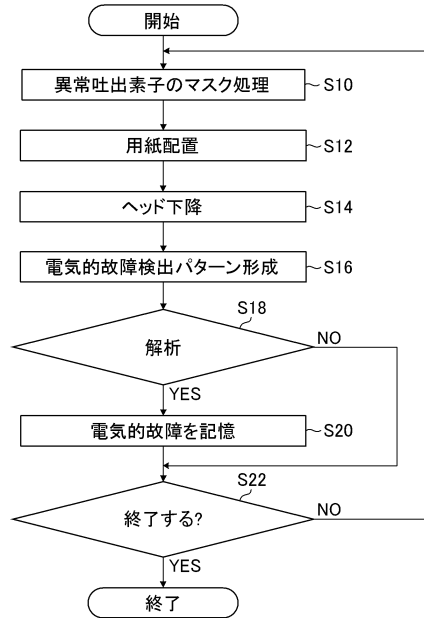 開始
異常吐出素子のマスク処理
S10
用紙配置
S12
ヘッド下降
S14
電気的故障検出パターン形成
S16
S18
解析
NO
YES
電気的故障を記憶
S20
S22
終了する?
NO
YES
終了